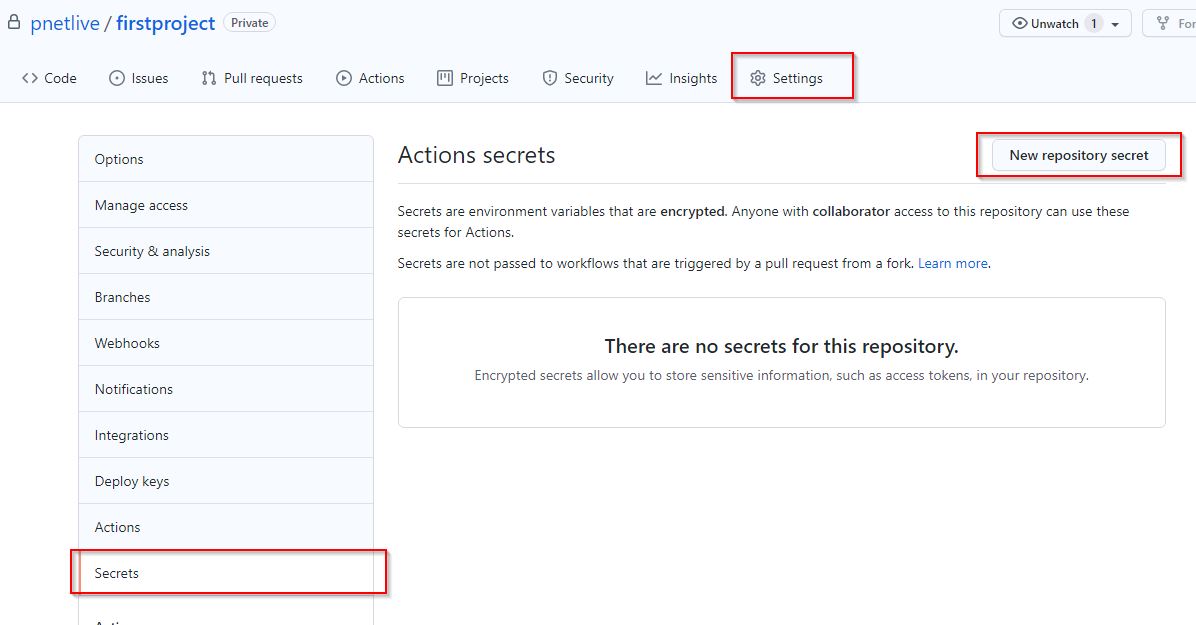 pnetlive / firstproject Private
Unwatch 1
Code Issues Pull requests Actions Projects Security Insights Settings
Options
Manage access
Security & analysis
Branches
Webhooks
Notifications
Integrations
Deploy keys
Actions
Secrets
Actions secrets
New repository secret
Secrets are environment variables that are encrypted. Anyone with collaborator access to this repository can use these
secrets for Actions.
Secrets are not passed to workflows that are triggered by a pull request from a fork. Learn more.
There are no secrets for this repository.
Encrypted secrets allow you to store sensitive information, such as access tokens, in your repository.